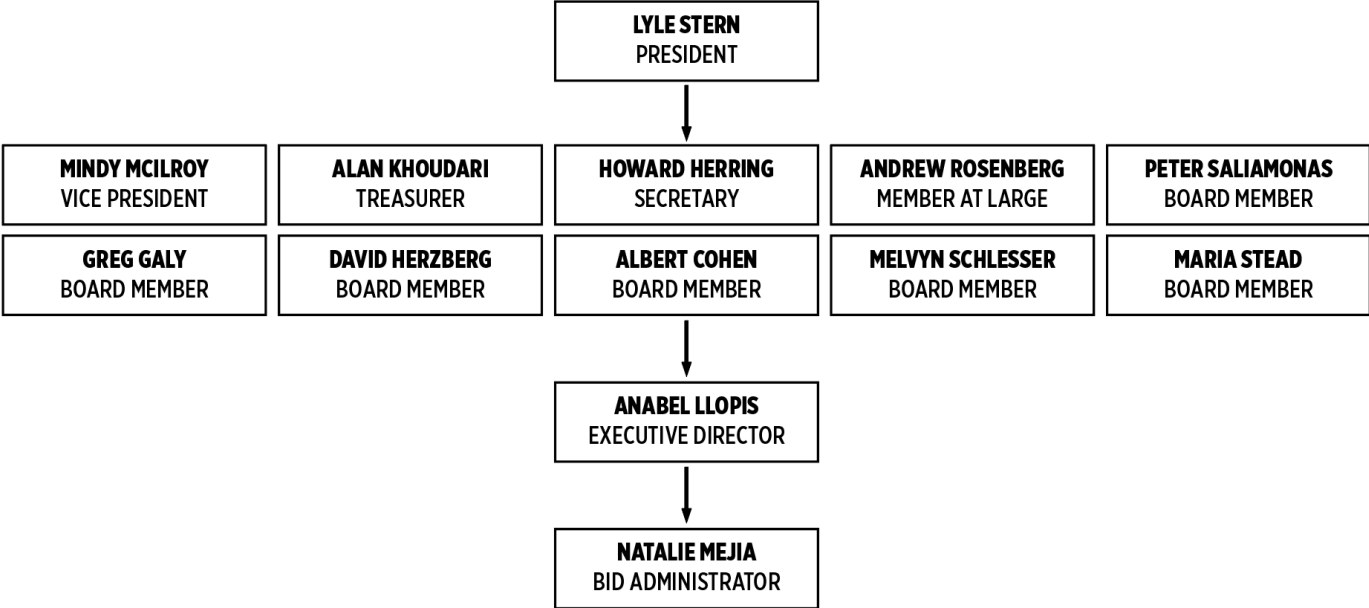 LYLE STERN
PRESIDENT
MINDY MCILROY
VICE PRESIDENT
ALAN KHOUDARI
TREASURER
HOWARD HERRING
SECRETARY
ANDREW ROSENBERG
MEMBER AT LARGE
PETER SALIAMONAS
BOARD MEMBER
GREG GALY
BOARD MEMBER
DAVID HERZBERG
BOARD MEMBER
ALBERT COHEN
BOARD MEMBER
MELVYN SCHLESSER
BOARD MEMBER
MARIA STEAD
BOARD MEMBER
ANABEL LLOPIS
EXECUTIVE DIRECTOR
NATALIE MEJIA
BID ADMINISTRATOR